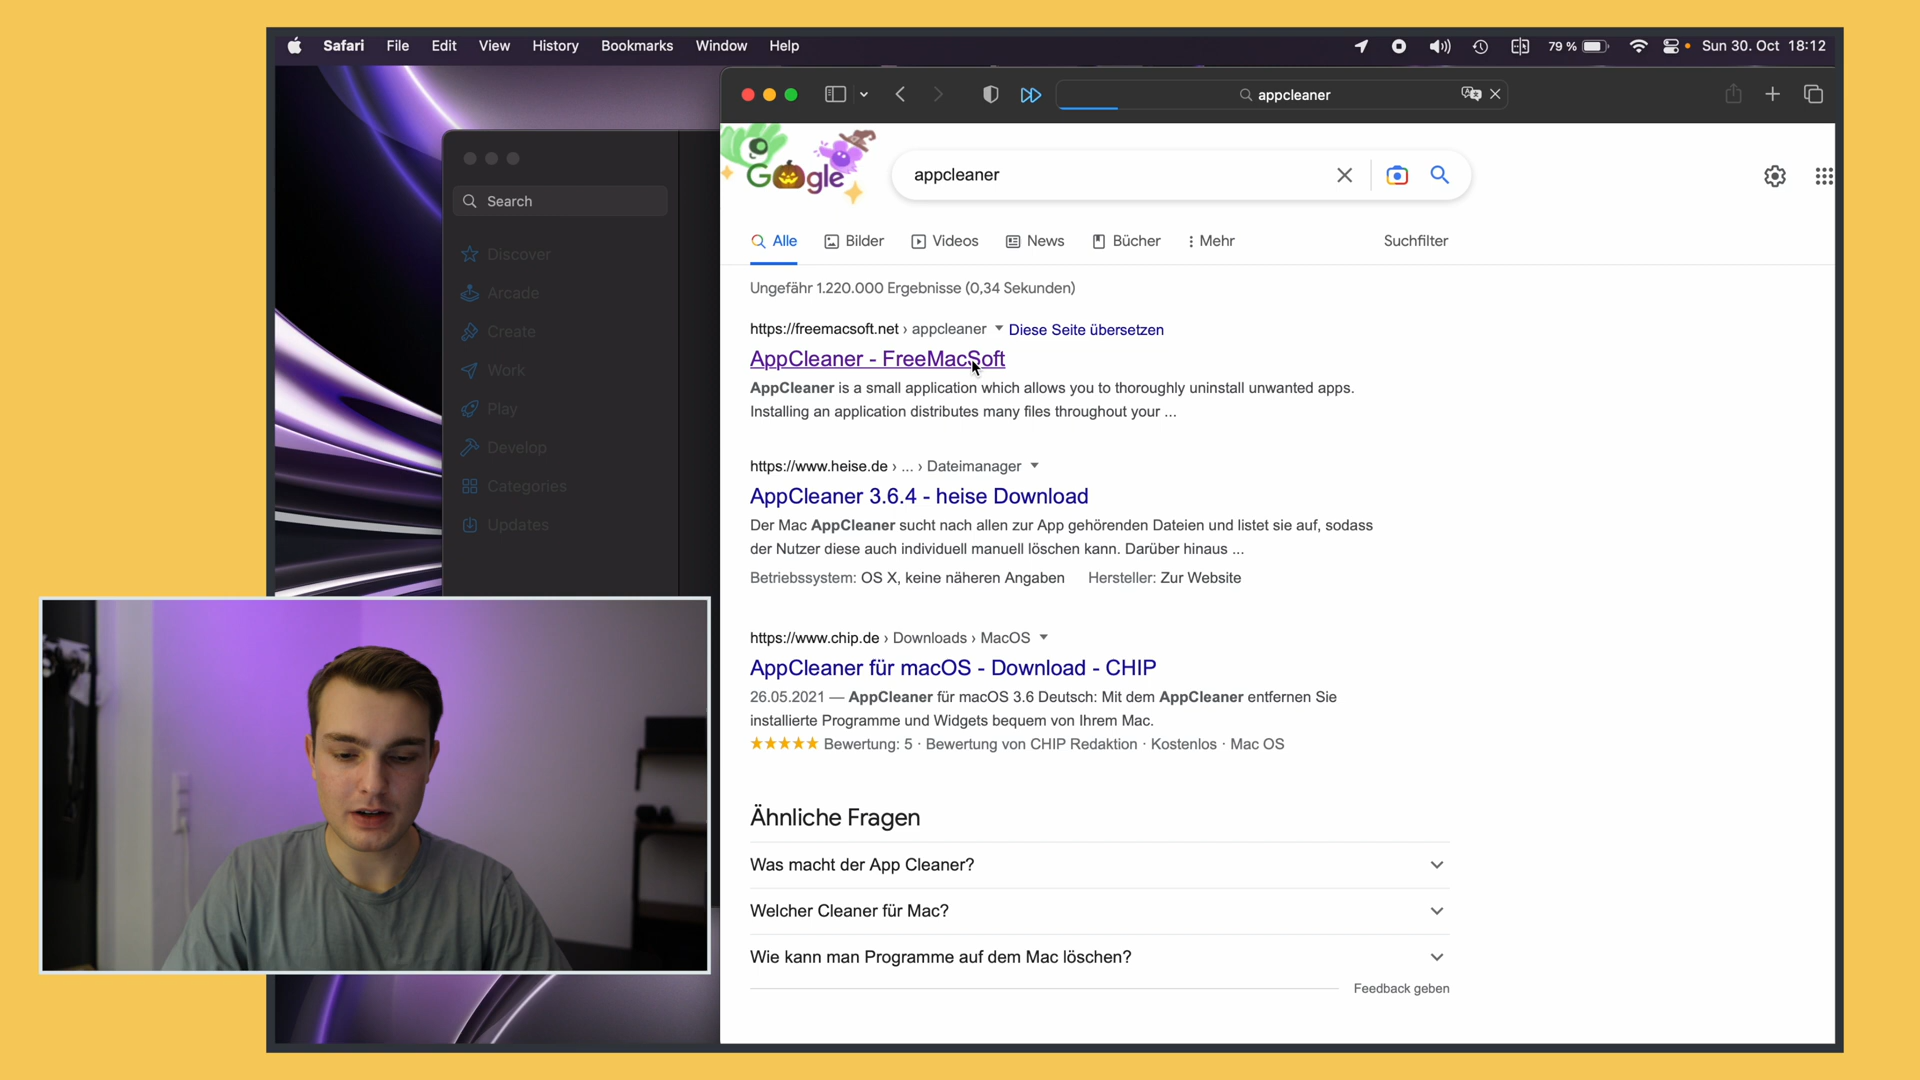 Safari File Edit View History Bookmarks Window Help
79 % Sun 30. Oct 18:12
appcleaner
Search
Discover
Arcade
Create
Work
Play
Develop
Categories
Updates
Google
appcleaner
Alle Bilder Videos News Bücher Mehr Suchfilter
Ungefähr 1.220.000 Ergebnisse (0,34 Sekunden)
https://freemacsoft.net › appcleaner Diese Seite übersetzen
AppCleaner - FreeMacSoft
AppCleaner is a small application which allows you to thoroughly uninstall unwanted apps.
Installing an application distributes many files throughout your ...
https://www.heise.de › ... › Dateimanager
AppCleaner 3.6.4 - heise Download
Der Mac AppCleaner sucht nach allen zur App gehörenden Dateien und listet sie auf, sodass
der Nutzer diese auch individuell manuell löschen kann. Darüber hinaus ...
Betriebssystem: OS X, keine näheren Angaben Hersteller: Zur Website
https://www.chip.de › Downloads › MacOS
AppCleaner für macOS - Download - CHIP
26.05.2021 — AppCleaner für macOS 3.6 Deutsch: Mit dem AppCleaner entfernen Sie
installierte Programme und Widgets bequem von Ihrem Mac.
Bewertung: 5 · Bewertung von CHIP Redaktion · Kostenlos · Mac OS
Ähnliche Fragen
Was macht der App Cleaner?
Welcher Cleaner für Mac?
Wie kann man Programme auf dem Mac löschen?
Feedback geben